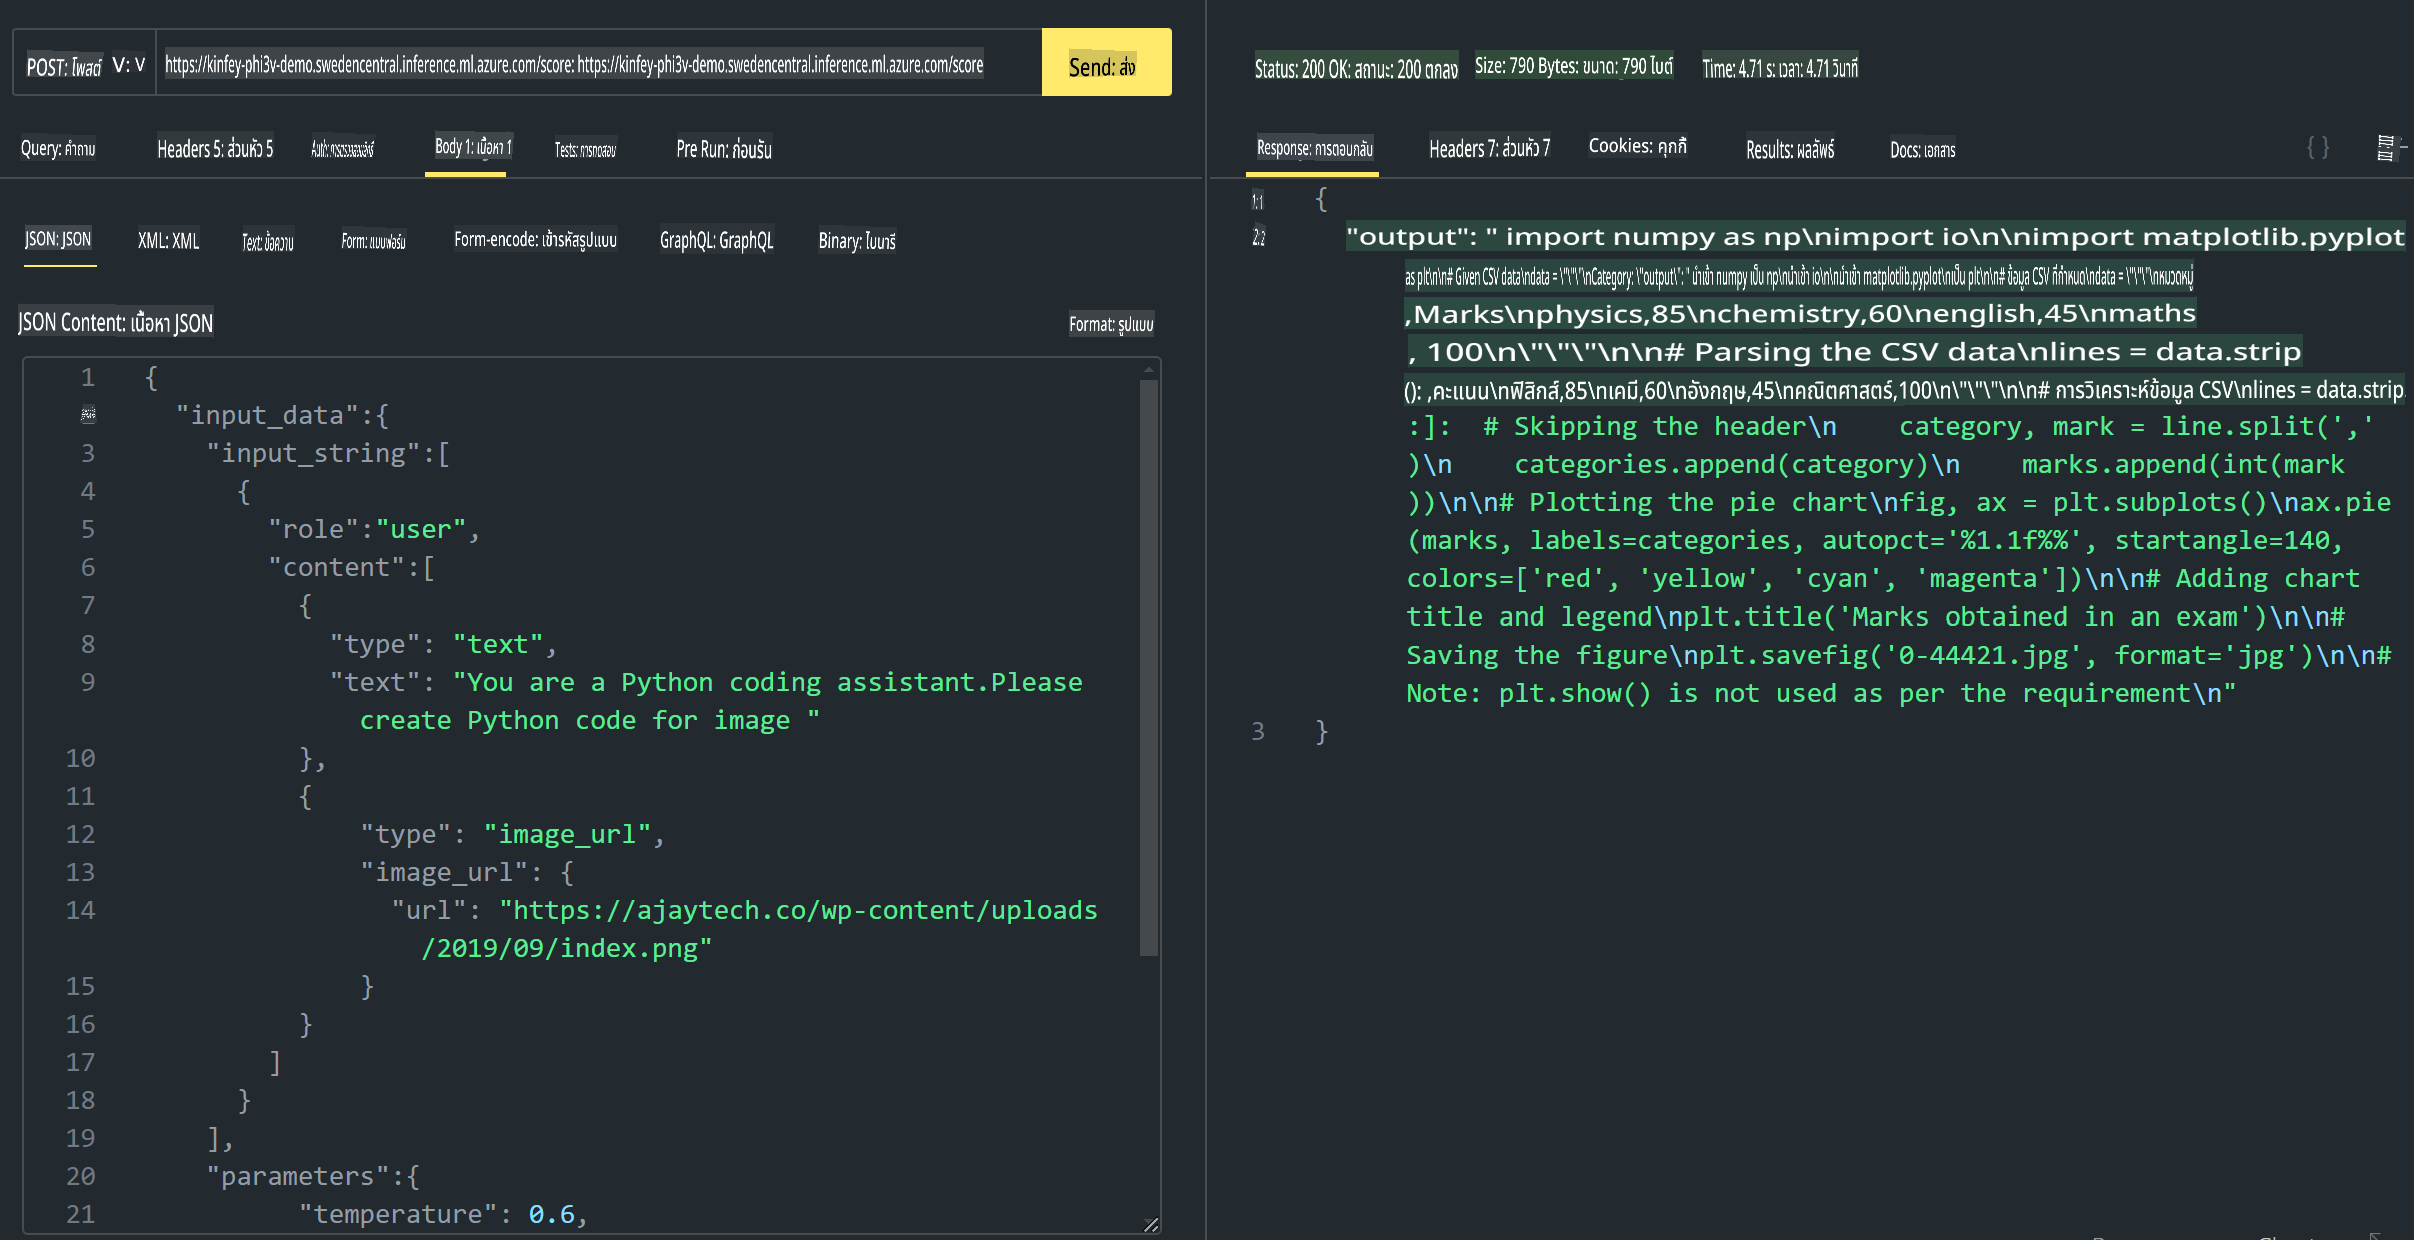 POST: โพสต์ V: V https://kinfey-phi3v-demo.swedencentral.inference.ml.azure.com/score: https://kinfey-phi3v-demo.swedencentral.inference.ml.azure.com/score Send: ส่ง
Query: คำถาม Headers 5: ส่วนหัว 5 Auth: การตรวจสอบสิทธิ์ Body 1: เนื้อหา 1 Tests: การทดสอบ Pre Run: ก่อนรัน
JSON: JSON XML: XML Text: ข้อความ Form: แบบฟอร์ม Form-encode: เข้ารหัสรูปแบบ GraphQL: GraphQL Binary: ไบนารี
JSON Content: เนื้อหา JSON Format: รูปแบบ
1 {
"input_data":{
3 "input_string":[
4 {
5 "role":"user",
6 "content":[
7 {
8 "type": "text",
9 "text": "You are a Python coding assistant.Please
create Python code for image "
10 },
11 {
12 "type": "image_url",
13 "image_url": {
14 "url": "https://ajaytech.co/wp-content/uploads
/2019/09/index.png"
15 }
16 }
17 ]
18 }
19 ],
20 "parameters":{
21 "temperature": 0.6,
Status: 200 OK: สถานะ: 200 ตกลง Size: 790 Bytes: ขนาด: 790 ไบต์ Time: 4.71 s: เวลา: 4.71 วินาที
Response: การตอบกลับ Headers 7: ส่วนหัว 7 Cookies: คุกกี้ Results: ผลลัพธ์ Docs: เอกสาร { }
1:1 {
2:2 "output": " import numpy as np\nimport io\n\nimport matplotlib.pyplot
as plt\n\n# Given CSV data\ndata = \"\"\"\nCategory: \"output\": " นำเข้า numpy เป็น np\nนำเข้า io\n\nนำเข้า matplotlib.pyplot\nเป็น plt\n\n# ข้อมูล CSV ที่กำหนด\ndata = \"\"\"\nหมวดหมู่
,Marks\nphysics,85\nchemistry,60\nenglish,45\nmaths
, 100\n\"\"\"\n\n# Parsing the CSV data\nlines = data.strip
(): ,คะแนน\nฟิสิกส์,85\nเคมี,60\nอังกฤษ,45\nคณิตศาสตร์,100\n\"\"\"\n\n# การวิเคราะห์ข้อมูล CSV\nlines = data.strip
:]: # Skipping the header\n category, mark = line.split(','
)\n categories.append(category)\n marks.append(int(mark
))\n\n# Plotting the pie chart\nfig, ax = plt.subplots()\nax.pie
(marks, labels=categories, autopct='%1.1f%%', startangle=140,
colors=['red', 'yellow', 'cyan', 'magenta'])\n\n# Adding chart
title and legend\nplt.title('Marks obtained in an exam')\n\n#
Saving the figure\nplt.savefig('0-44421.jpg', format='jpg')\n\n#
Note: plt.show() is not used as per the requirement\n"
3 }